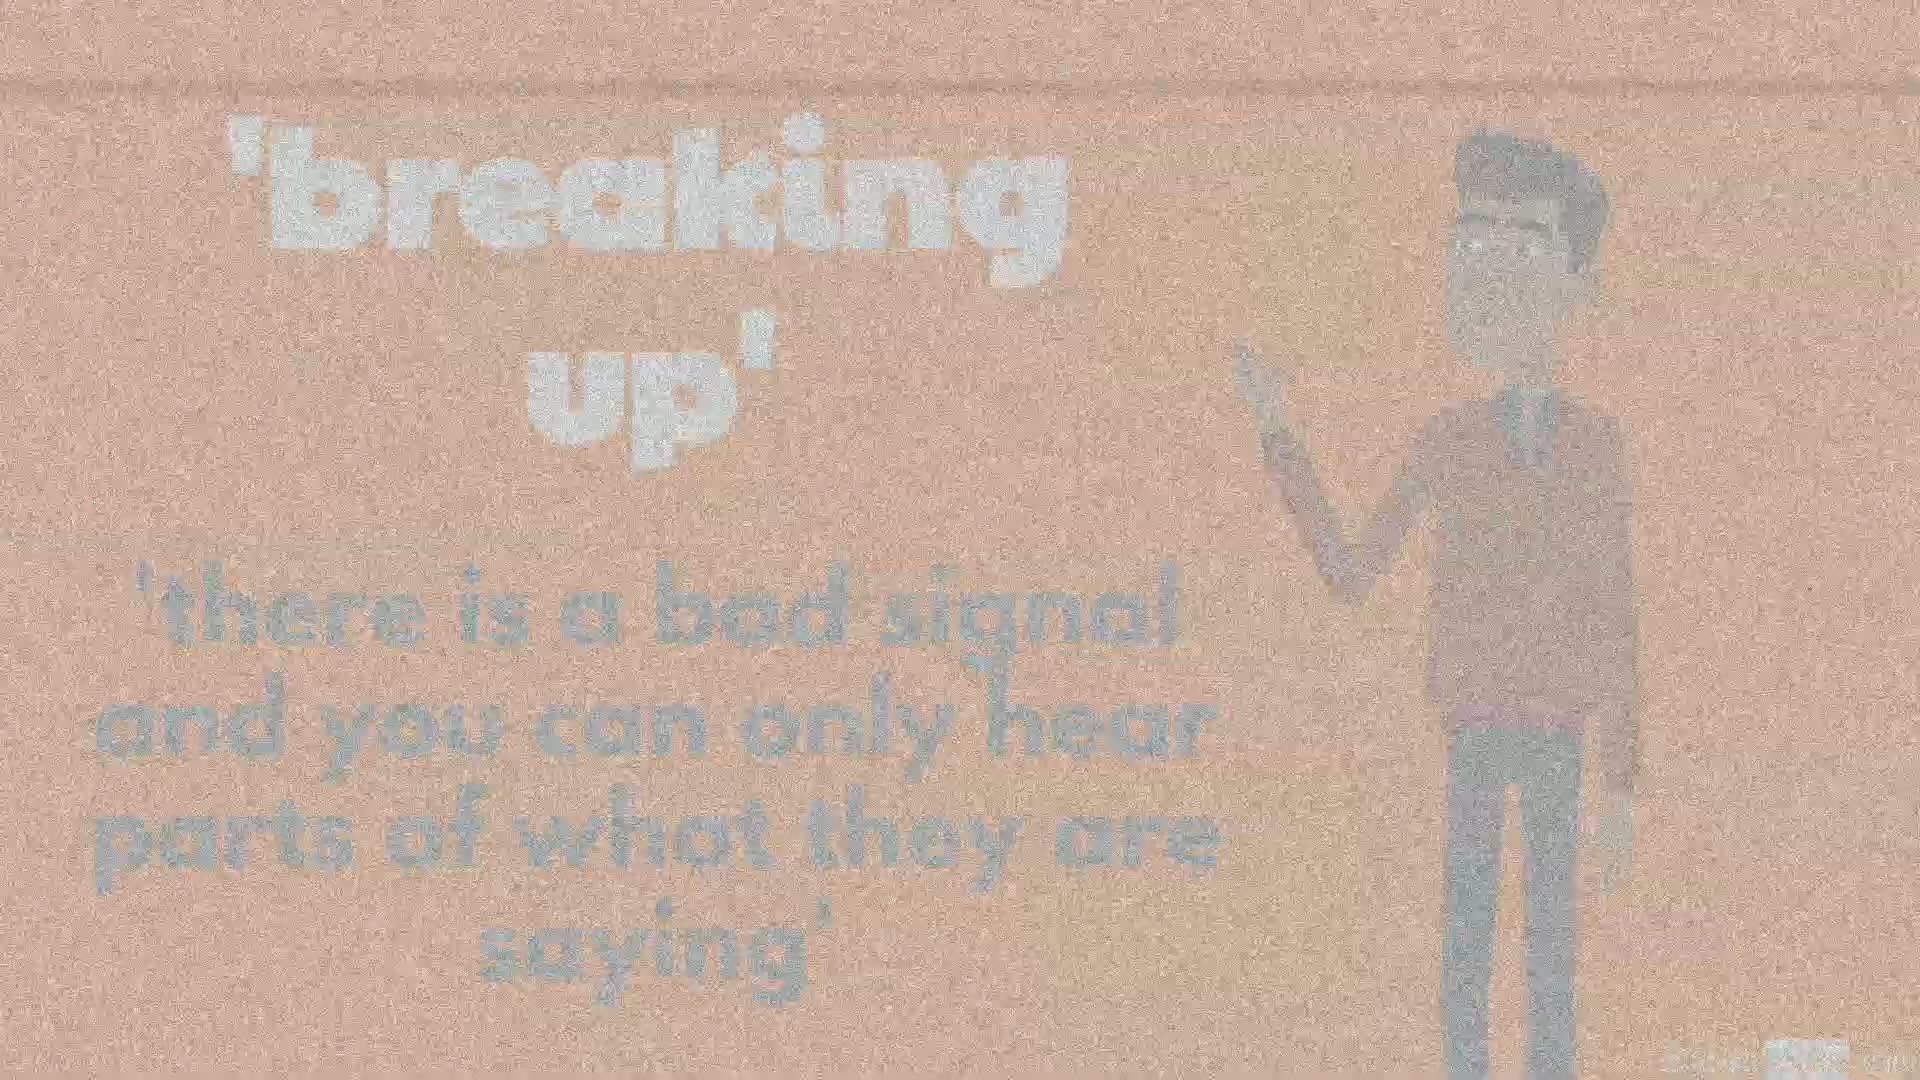 'breaking
up'
'there is a bad signal
and you can only hear
parts of what they are
saying'